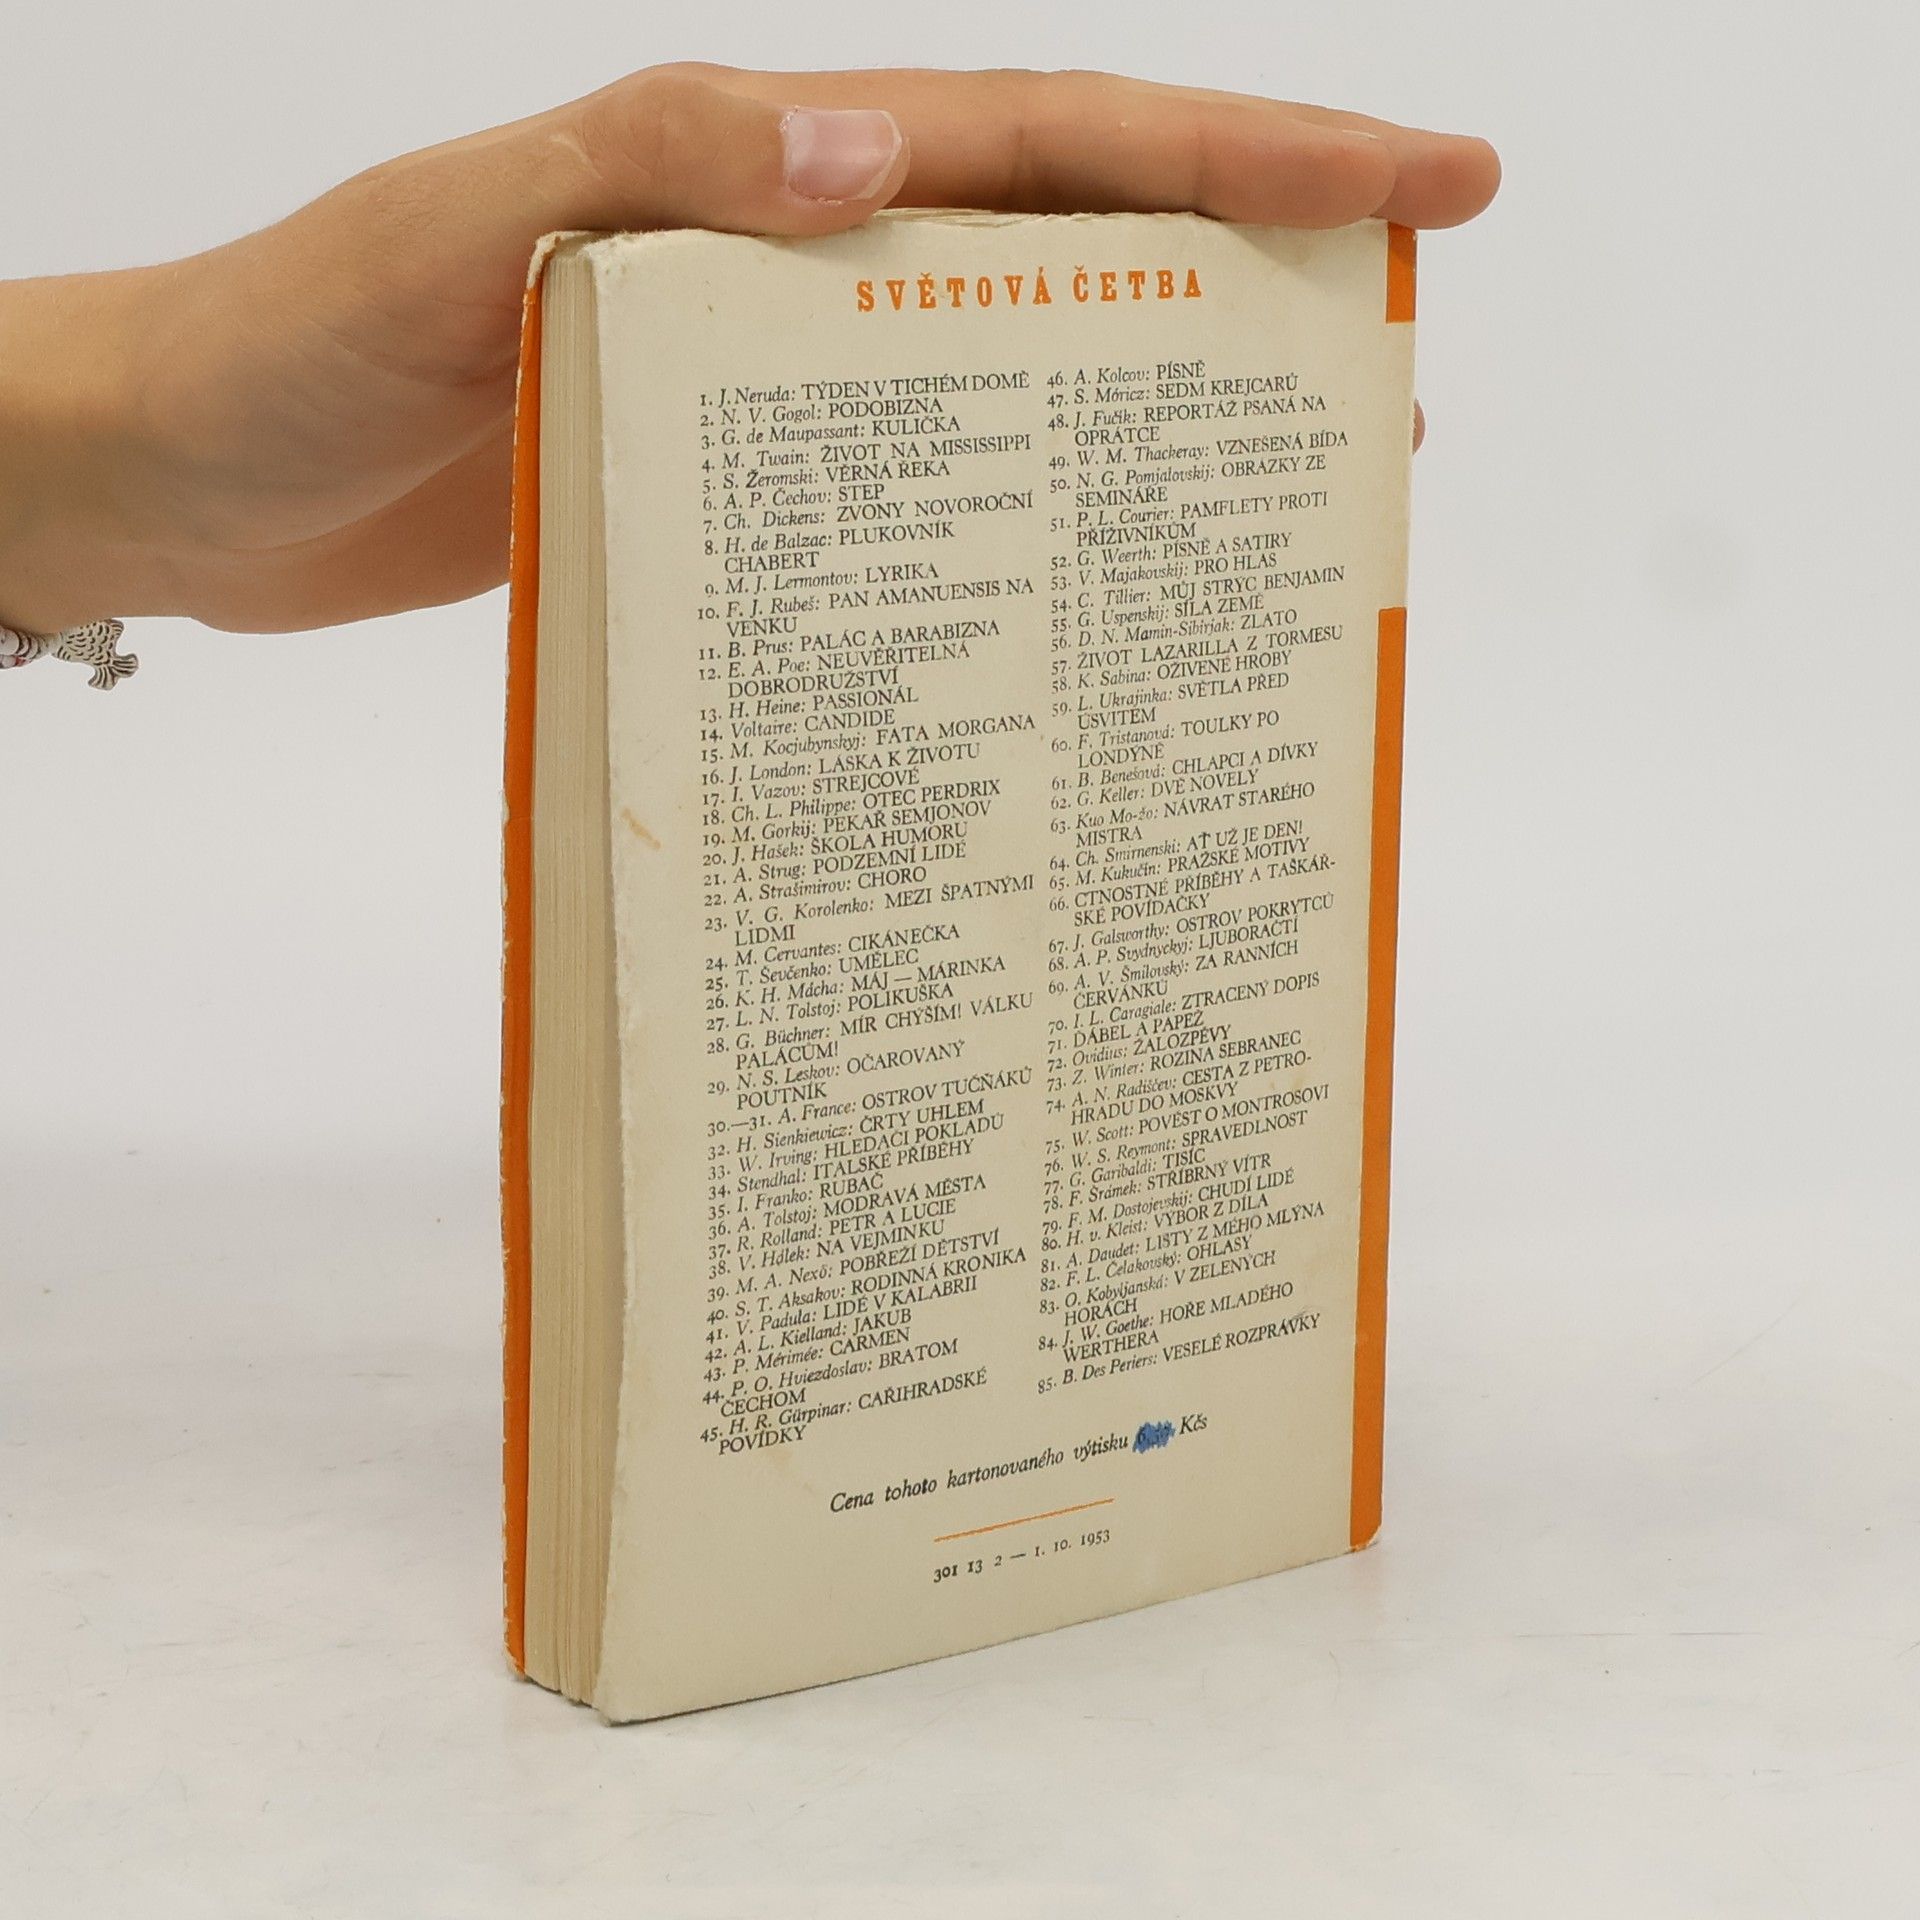 SVĚTOVÁ ČETBA
1. J. Neruda: TÝDEN V TICHÉM DOMĚ
2. N. V. Gogol: PODOBIZNA
3. G. de Maupassant: KULIČKA
4. M. Twain: ŽIVOT NA MISSISSIPPI
5. S. Žeromski: VĚRNÁ ŘEKA
6. A. P. Čechov: STEP
7. Ch. Dickens: ZVONY NOVOROČNÍ
8. H. de Balzac: PLUKOVNÍK
CHABERT
9. M. J. Lermontov: LYRIKA
10. F. J. Rubeš: PAN AMANUENSIS NA
VENKU
11. B. Prus: PALÁC A BARABIZNA
12. E. A. Poe: NEUVĚŘITELNÁ
DOBRODRUŽSTVÍ
13. H. Heine: PASSIONÁL
14. Voltaire: CANDIDE
15. M. Kocjubynskyj: FATA MORGANA
16. J. London: LÁSKA K ŽIVOTU
17. I. Vazov: STREJCOVÉ
18. Ch. L. Philippe: OTEC PERDRIX
19. M. Gorkij: PEKAŘ SEMJONOV
20. J. Hašek: ŠKOLA HUMORU
21. A. Strug: PODZEMNÍ LIDÉ
22. A. Strašimirov: CHORO
23. V. G. Korolenko: MEZI ŠPATNÝMI
LIDMI
24. M. Cervantes: CIKÁNEČKA
25. T. Ševčenko: UMĚLEC
26. K. H. Mácha: MÁJ — MÁRINKA
27. L. N. Tolstoj: POLIKUŠKA
28. G. Büchner: MÍR CHÝŠÍM! VÁLKU
PALÁCŮM!
29. N. S. Leskov: OČAROVANÝ
POUTNÍK
30.—31. A. France: OSTROV TUČŇÁKŮ
32. H. Sienkiewicz: ČRTY UHLEM
33. W. Irving: HLEDAČI POKLADŮ
34. Stendhal: ITALSKÉ PŘÍBĚHY
35. I. Franko: RUBAČ
36. A. Tolstoj: MODRAVÁ MĚSTA
37. R. Rolland: PETR A LUCIE
38. V. Hálek: NA VEJMINKU
39. M. A. Nexö: POBŘEŽÍ DĚTSTVÍ
40. S. T. Aksakov: RODINNÁ KRONIKA
41. V. Padula: LIDÉ V KALABRII
42. A. L. Kielland: JAKUB
43. P. Mérimée: CARMEN
44. P. O. Hviezdoslav: BRATOM
ČECHOM
45. H. R. Gürpinar: CAŘIHRADSKÉ
POVÍDKY
46. A. Kolcov: PÍSNĚ
47. S. Móricz: SEDM KREJCARŮ
48. J. Fučík: REPORTÁŽ PSANÁ NA
OPRÁTCE
49. W. M. Thackeray: VZNEŠENÁ BÍDA
50. N. G. Pomjalovskij: OBRÁZKY ZE
SEMINÁŘE
51. P. L. Courier: PAMFLETY PROTI
PŘÍŽIVNÍKŮM
52. G. Weerth: PÍSNĚ A SATIRY
53. V. Majakovskij: PRO HLAS
54. C. Tillier: MŮJ STRÝC BENJAMIN
55. G. Uspenskij: SÍLA ZEMĚ
56. D. N. Mamin-Sibirjak: ZLATO
57. ŽIVOT LAZARILLA Z TORMESU
58. K. Sabina: OŽIVENÉ HROBY
59. L. Ukrajinka: SVĚTLA PŘED
ÚSVITEM
60. F. Tristanová: TOULKY PO
LONDÝNĚ
61. B. Benešová: CHLAPCI A DÍVKY
62. G. Keller: DVĚ NOVELY
63. Kuo Mo-žo: NÁVRAT STARÉHO
MISTRA
64. Ch. Smirnenski: AŤ UŽ JE DEN!
65. M. Kukučín: PRAŽSKÉ MOTIVY
66. CTNOSTNÉ PŘÍBĚHY A TAŠKÁŘ-
SKÉ POVÍDAČKY
67. J. Galsworthy: OSTROV POKRYTCŮ
68. A. P. Svydnyckyj: LJUBORAČTÍ
69. A. V. Šmilovský: ZA RANNÍCH
ČERVÁNKŮ
70. I. L. Caragiale: ZTRACENÝ DOPIS
71. ĎÁBEL A PAPEŽ
72. Ovidius: ŽALOZPĚVY
73. Z. Winter: ROZINA SEBRANEC
74. A. N. Radiščev: CESTA Z PETRO-
HRADU DO MOSKVY
75. W. Scott: POVĚST O MONTROSOVI
76. W. S. Reymont: SPRAVEDLNOST
77. G. Garibaldi: TISÍC
78. F. Šrámek: STŘÍBRNÝ VÍTR
79. F. M. Dostojevskij: CHUDÍ LIDÉ
80. H. v. Kleist: VÝBOR Z DÍLA
81. A. Daudet: LISTY Z MÉHO MLÝNA
82. F. L. Čelakovský: OHLASY
83. O. Kobyljanská: V ZELENÝCH
HORÁCH
84. J. W. Goethe: HOŘE MLADÉHO
WERTHERA
85. B. Des Periers: VESELÉ ROZPRÁVKY
Cena tohoto kartonovaného výtisku Kčs
301 13 2 — 1. 10. 1953